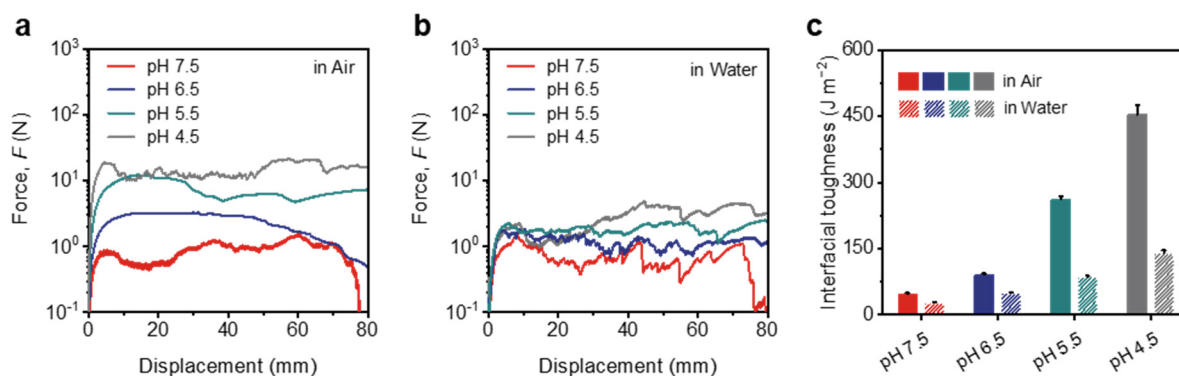 a
in Air
pH 7.5
pH 6.5
pH 5.5
pH 4.5
10³
10²
10¹
10⁰
10⁻¹
Force, F (N)
0 20 40 60 80
Displacement (mm)
b
in Water
pH 7.5
pH 6.5
pH 5.5
pH 4.5
10³
10²
10¹
10⁰
10⁻¹
Force, F (N)
0 20 40 60 80
Displacement (mm)
c
in Air
in Water
600
450
300
150
0
Interfacial toughness (J m⁻²)
pH 7.5 pH 6.5 pH 5.5 pH 4.5